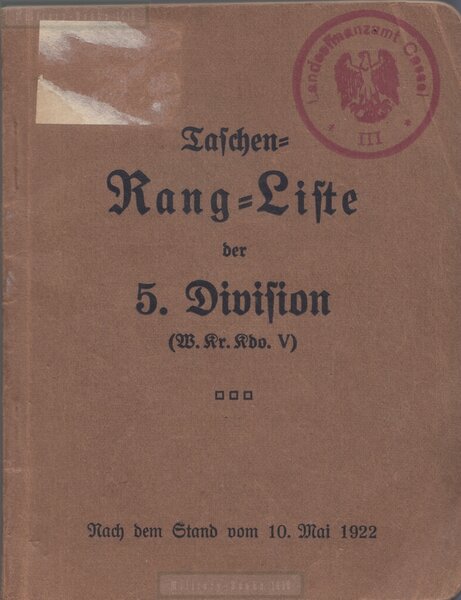 Landesfinanzamt Cassel
III
Taschen=
Rang=Liste
der
5. Division
(W. Kr. Kdo. V)
Nach dem Stand vom 10. Mai 1922